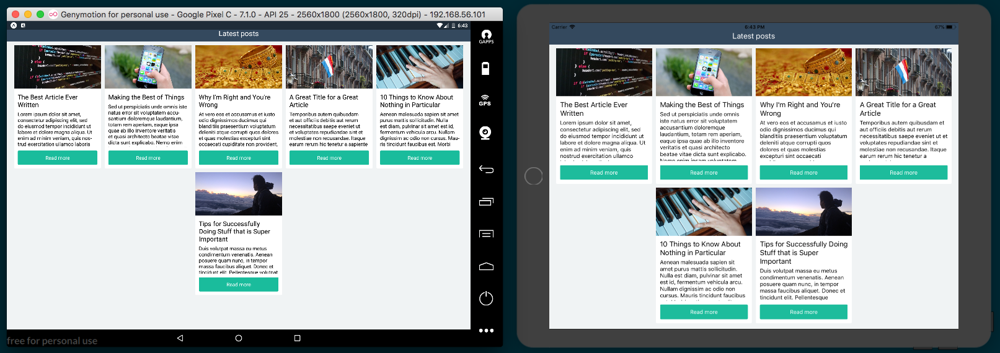 Genymotion for personal use - Google Pixel C - 7.1.0 - API 25 - 2560x1800 (2560x1800, 320dpi) - 192.168.56.101
6:43
Latest posts
The Best Article Ever
Written
Lorem ipsum dolor sit amet,
consectetur adipiscing elit, sed
do eiusmod tempor incididunt ut
labore et dolore magna aliqua. Ut
enim ad minim veniam, quis nos-
trud exercitation ullamco laboris
Read more
Making the Best of Things
Sed ut perspiciatis unde omnis iste
natus error sit voluptatem accu-
santium doloremque laudantium,
totam rem aperiam, eaque ipsa
quae ab illo inventore veritatis
et quasi architecto beatae vitae
dicta sunt explicabo. Nemo enim
Read more
Why I'm Right and You're
Wrong
At vero eos et accusamus et iusto
odio dignissimos ducimus qui
blanditiis praesentium voluptatum
deleniti atque corrupti quos dolores
et quas molestias excepturi sint
occaecati cupiditate non provident,
Read more
A Great Title for a Great
Article
Temporibus autem quibusdam
et aut officiis debitis aut rerum
necessitatibus saepe eveniet ut
et voluptates repudiandae sint et
molestiae non recusandae. Itaque
earum rerum hic tenetur a sapiente
Read more
10 Things to Know About
Nothing in Particular
Aenean malesuada sapien sit amet
purus mattis sollicitudin. Nulla
est diam, pulvinar sit amet est id,
fermentum vehicula arcu. Nullam
dignissim ac odio non cursus. Mau-
ris tincidunt faucibus est. Morbi
Read more
Tips for Successfully
Doing Stuff that is Super
Important
Duis volutpat massa eu metus
condimentum venenatis. Aenean
posuere quam nunc, in tempor
massa faucibus aliquet. Donec et
tincidunt elit. Pellentesque volutpat
Read more
free for personal use
GAPPS
GPS
Carrier
6:43 PM
67%
Latest posts
The Best Article Ever
Written
Lorem ipsum dolor sit amet,
consectetur adipiscing elit, sed
do eiusmod tempor incididunt ut
labore et dolore magna aliqua. Ut
enim ad minim veniam, quis
nostrud exercitation ullamco
Read more
Making the Best of Things
Sed ut perspiciatis unde omnis
iste natus error sit voluptatem
accusantium doloremque
laudantium, totam rem aperiam,
eaque ipsa quae ab illo inventore
veritatis et quasi architecto
beatae vitae dicta sunt explicabo.
Nemo enim ipsam voluptatem
Read more
Why I'm Right and You're
Wrong
At vero eos et accusamus et iusto
odio dignissimos ducimus qui
blanditiis praesentium voluptatum
deleniti atque corrupti quos
dolores et quas molestias
excepturi sint occaecati
Read more
A Great Title for a Great
Article
Temporibus autem quibusdam et
aut officiis debitis aut rerum
necessitatibus saepe eveniet ut et
voluptates repudiandae sint et
molestiae non recusandae. Itaque
earum rerum hic tenetur a
Read more
10 Things to Know About
Nothing in Particular
Aenean malesuada sapien sit
amet purus mattis sollicitudin.
Nulla est diam, pulvinar sit amet
est id, fermentum vehicula arcu.
Nullam dignissim ac odio non
cursus. Mauris tincidunt faucibus
Read more
Tips for Successfully Doing
Stuff that is Super
Important
Duis volutpat massa eu metus
condimentum venenatis. Aenean
posuere quam nunc, in tempor
massa faucibus aliquet. Donec et
tincidunt elit. Pellentesque
Read more